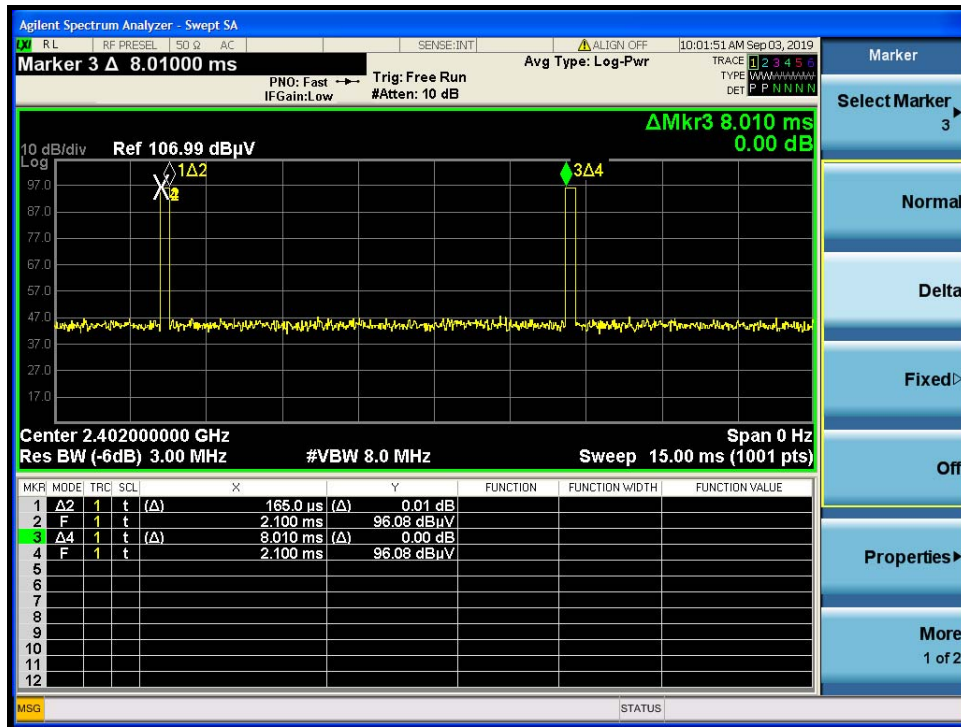 Agilent Spectrum Analyzer - Swept SA
LXI RL RF PRESEL 50 Ω AC SENSE:INT ALIGN OFF 10:01:51 AM Sep 03, 2019
Marker 3 Δ 8.01000 ms
PNO: Fast
IFGain:Low
Trig: Free Run
#Atten: 10 dB
Avg Type: Log-Pwr
TRACE 1 2 3 4 5 6
TYPE WWWWWW
DET P P N N N N
ΔMkr3 8.010 ms
0.00 dB
10 dB/div Ref 106.99 dBµV
Log
1Δ2
3Δ4
97.0
87.0
77.0
67.0
57.0
47.0
37.0
27.0
17.0
Center 2.402000000 GHz Span 0 Hz
Res BW (-6dB) 3.00 MHz #VBW 8.0 MHz Sweep 15.00 ms (1001 pts)
MKR MODE TRC SCL X Y FUNCTION FUNCTION WIDTH FUNCTION VALUE
1 Δ2 1 t (Δ) 165.0 µs (Δ) 0.01 dB
2 F 1 t 2.100 ms 96.08 dBµV
3 Δ4 1 t (Δ) 8.010 ms (Δ) 0.00 dB
4 F 1 t 2.100 ms 96.08 dBµV
5
6
7
8
9
10
11
12
MSG STATUS
Marker
Select Marker
3
Normal
Delta
Fixed
Off
Properties
More
1 of 2